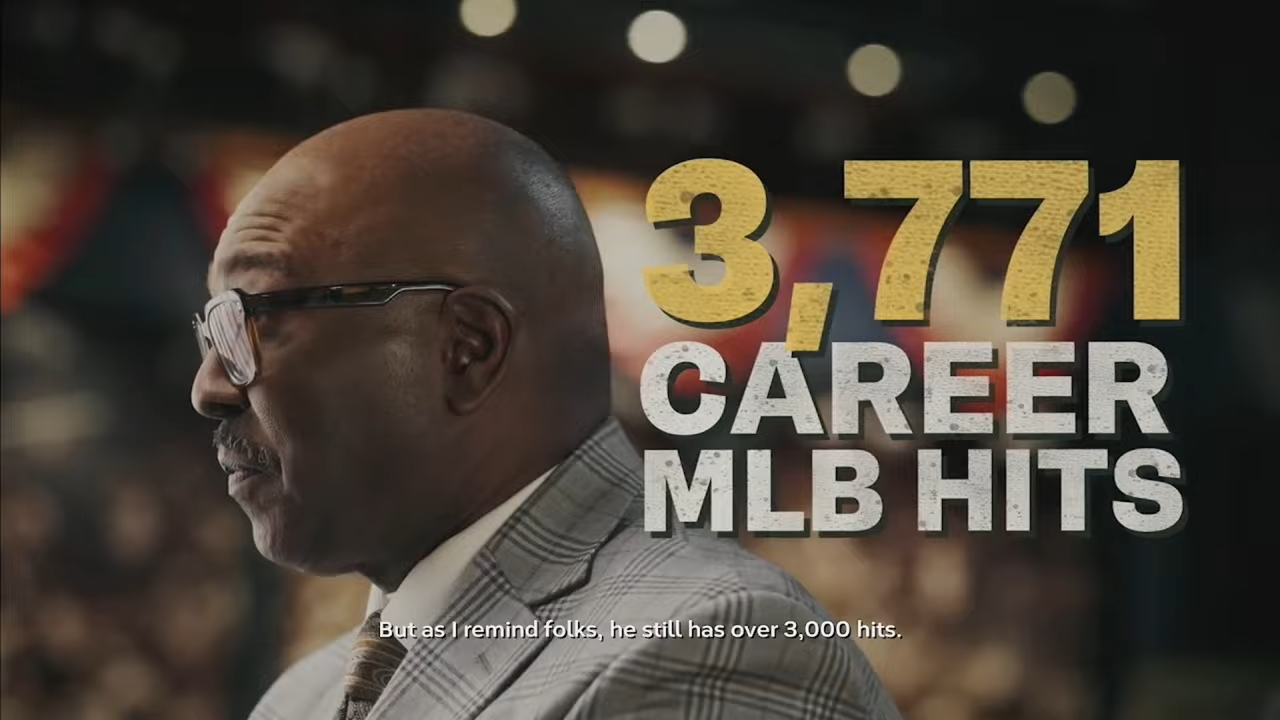 3,771
CAREER
MLB HITS
But as I remind folks, he still has over 3,000 hits.